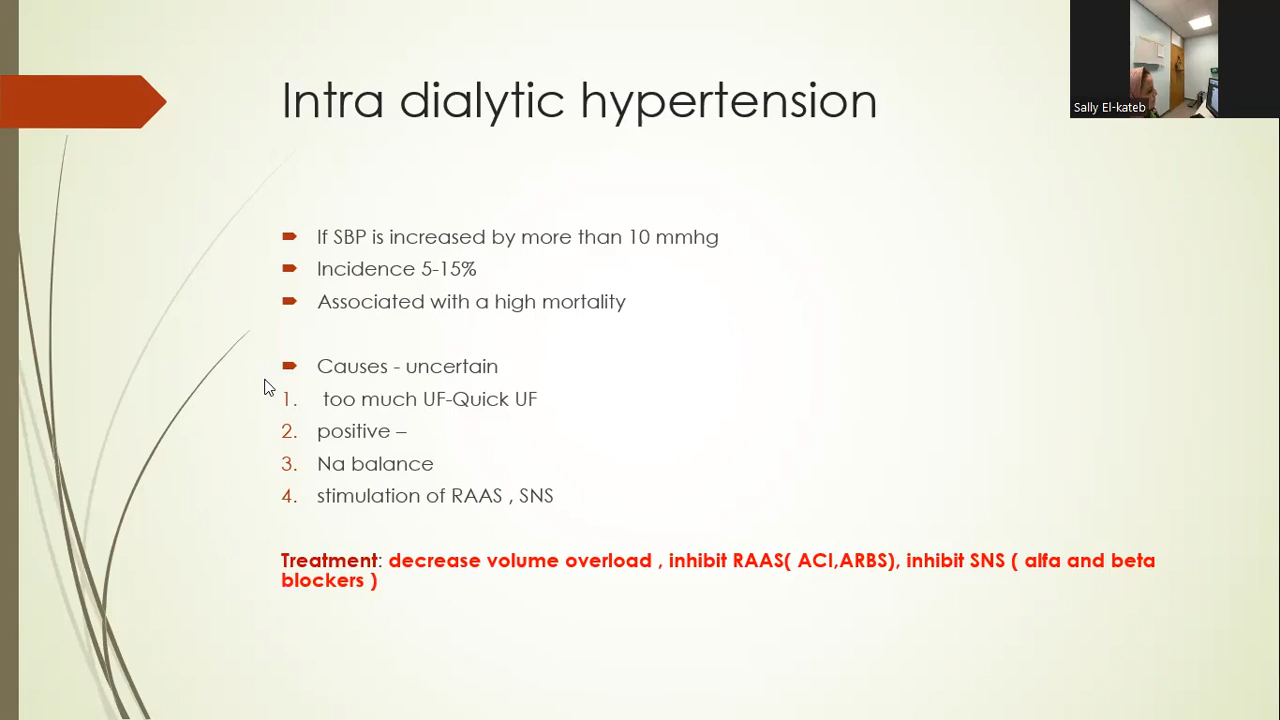 Intra dialytic hypertension
Sally El-kateb
If SBP is increased by more than 10 mmhg
Incidence 5-15%
Associated with a high mortality
Causes - uncertain
1. too much UF-Quick UF
2. positive –
3. Na balance
4. stimulation of RAAS , SNS
Treatment: decrease volume overload , inhibit RAAS( ACI,ARBS), inhibit SNS ( alfa and beta
blockers )